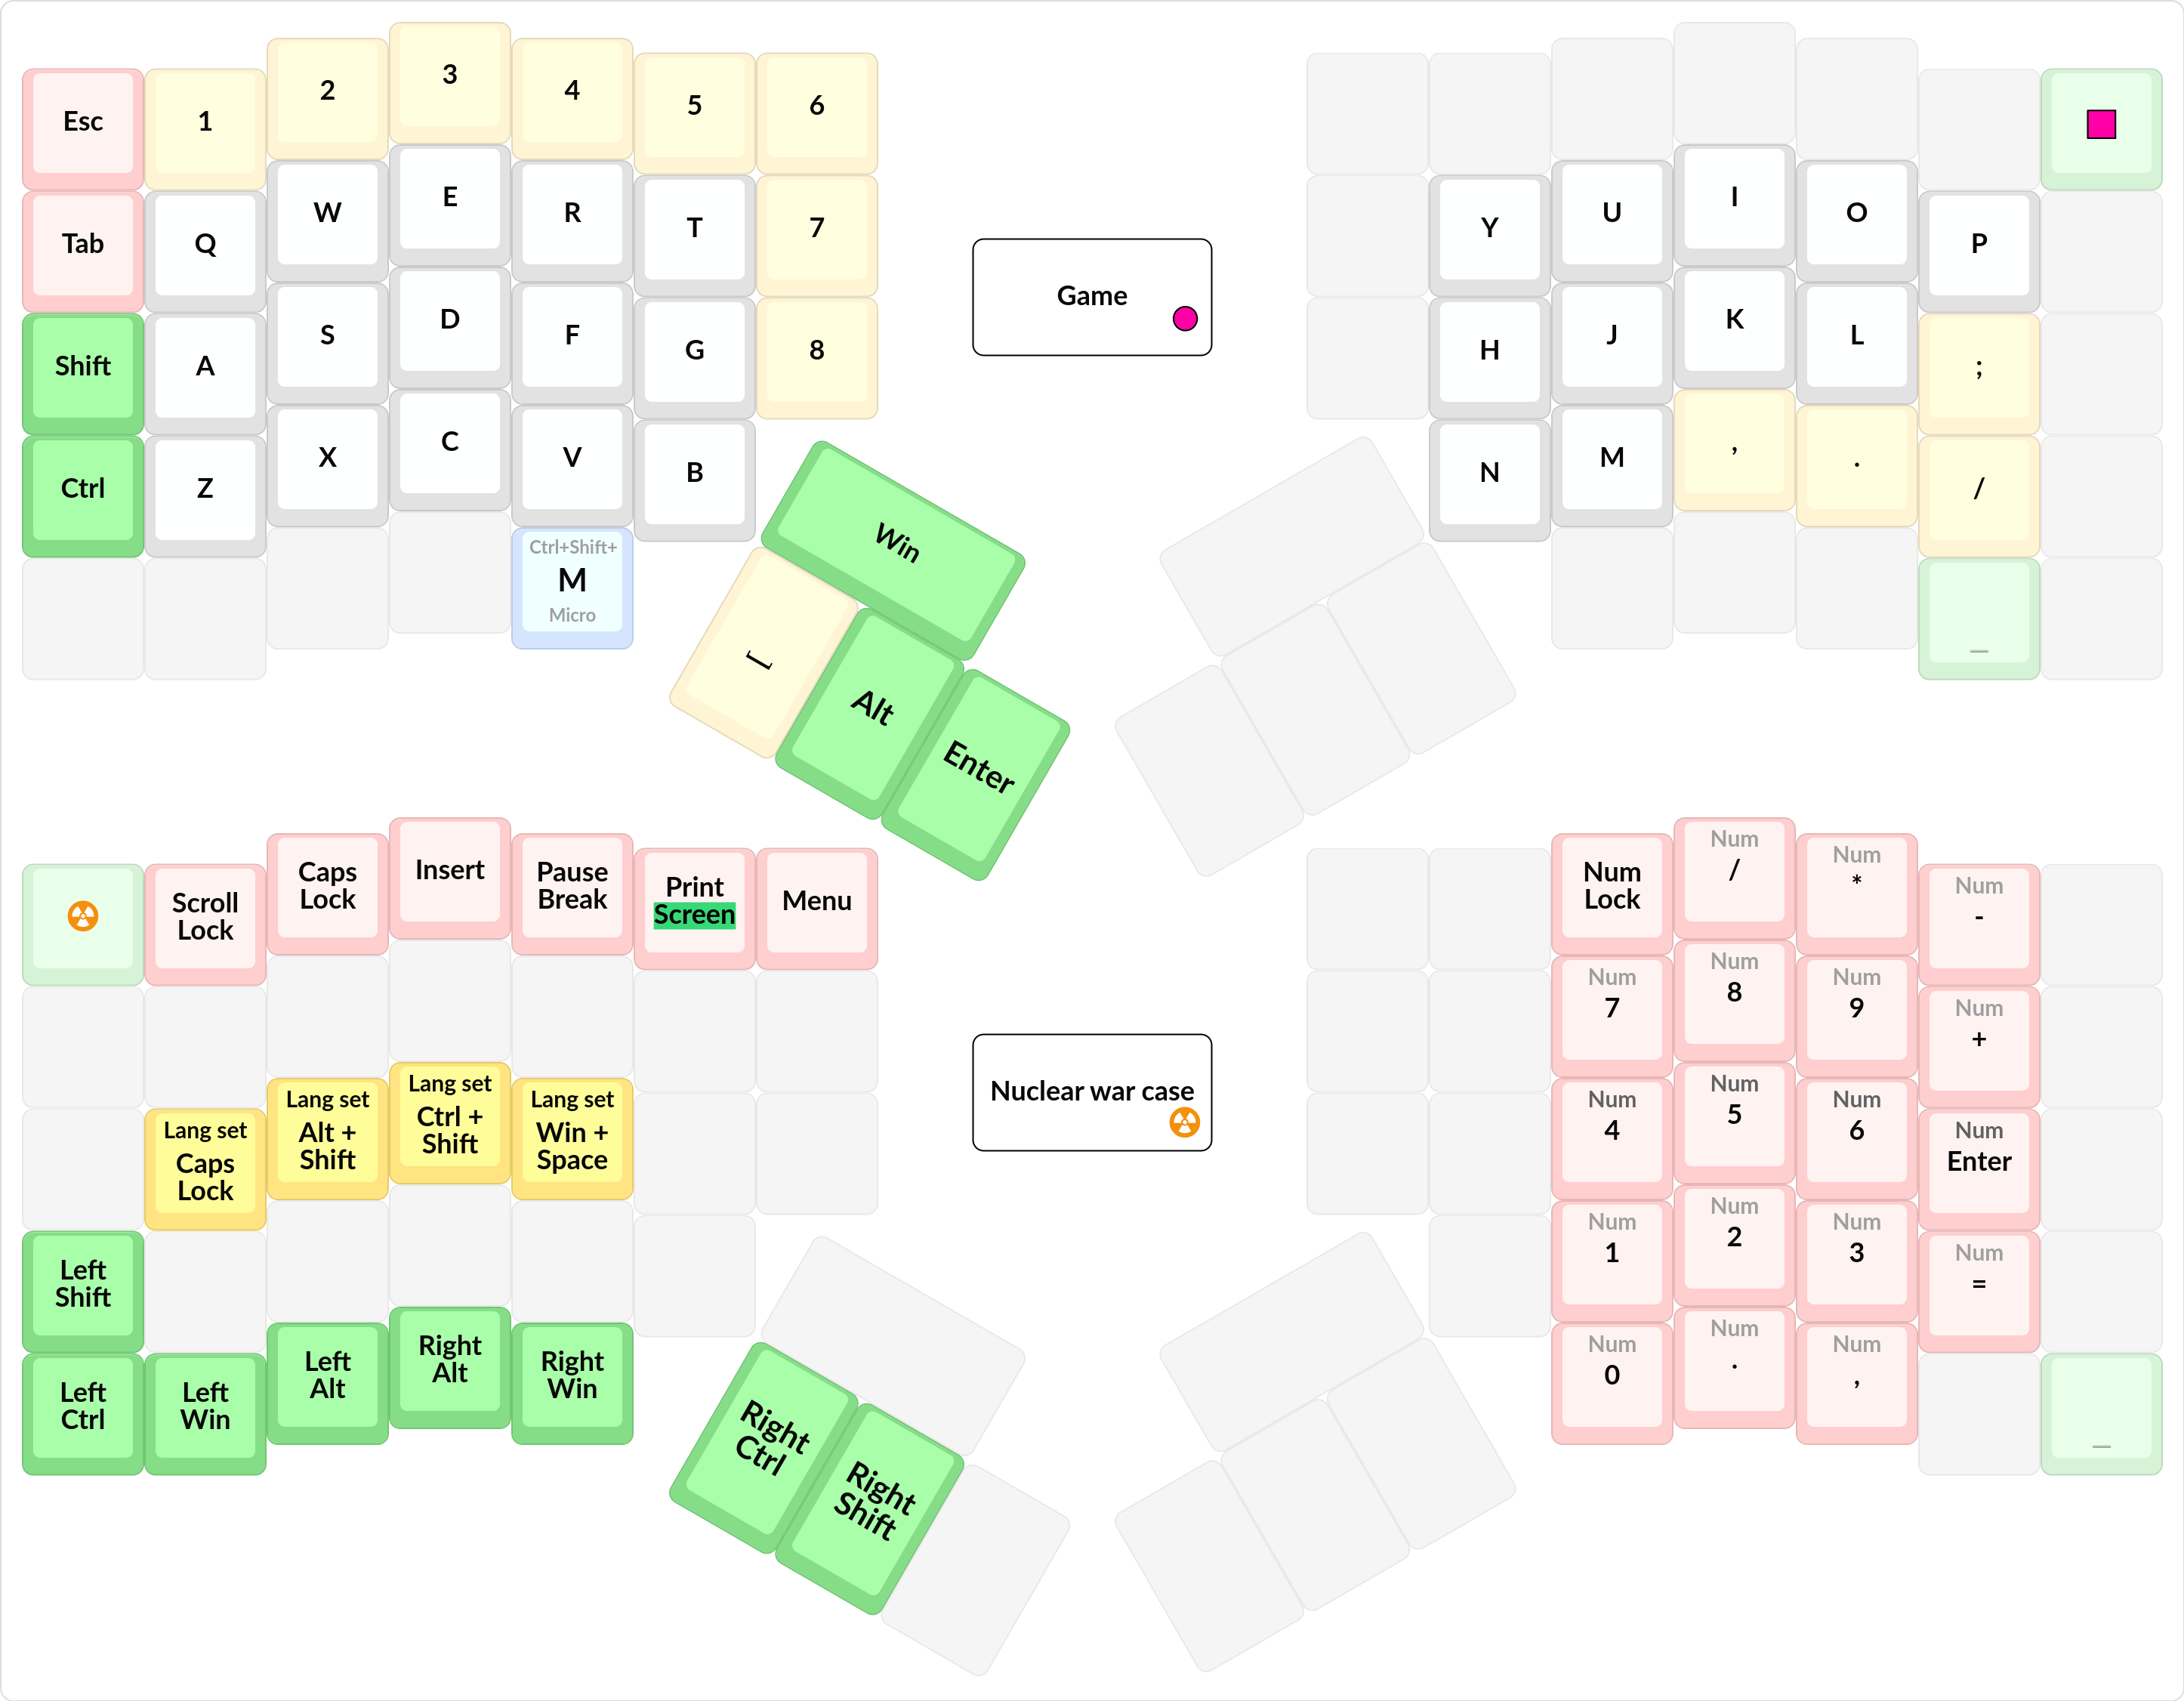 Esc 1 2 3 4 5 6
Tab Q W E R T 7
Y U I O P
Shift A S D F G 8
Game
H J K L ;
Ctrl Z X C V B
N M , . /
Ctrl+Shift+
M
Micro
_
Win
[
Alt
Enter
Scroll
Lock
Caps
Lock
Insert
Pause
Break
Print
Screen
Menu
Num
Lock
Num
/
Num
*
Num
-
Num
7
Num
8
Num
9
Num
+
Lang set
Caps
Lock
Lang set
Alt +
Shift
Lang set
Ctrl +
Shift
Lang set
Win +
Space
Nuclear war case
Num
4
Num
5
Num
6
Num
Enter
Left
Shift
Num
1
Num
2
Num
3
Num
=
Left
Ctrl
Left
Win
Left
Alt
Right
Alt
Right
Win
Num
0
Num
.
Num
,
_
Right
Ctrl
Right
Shift